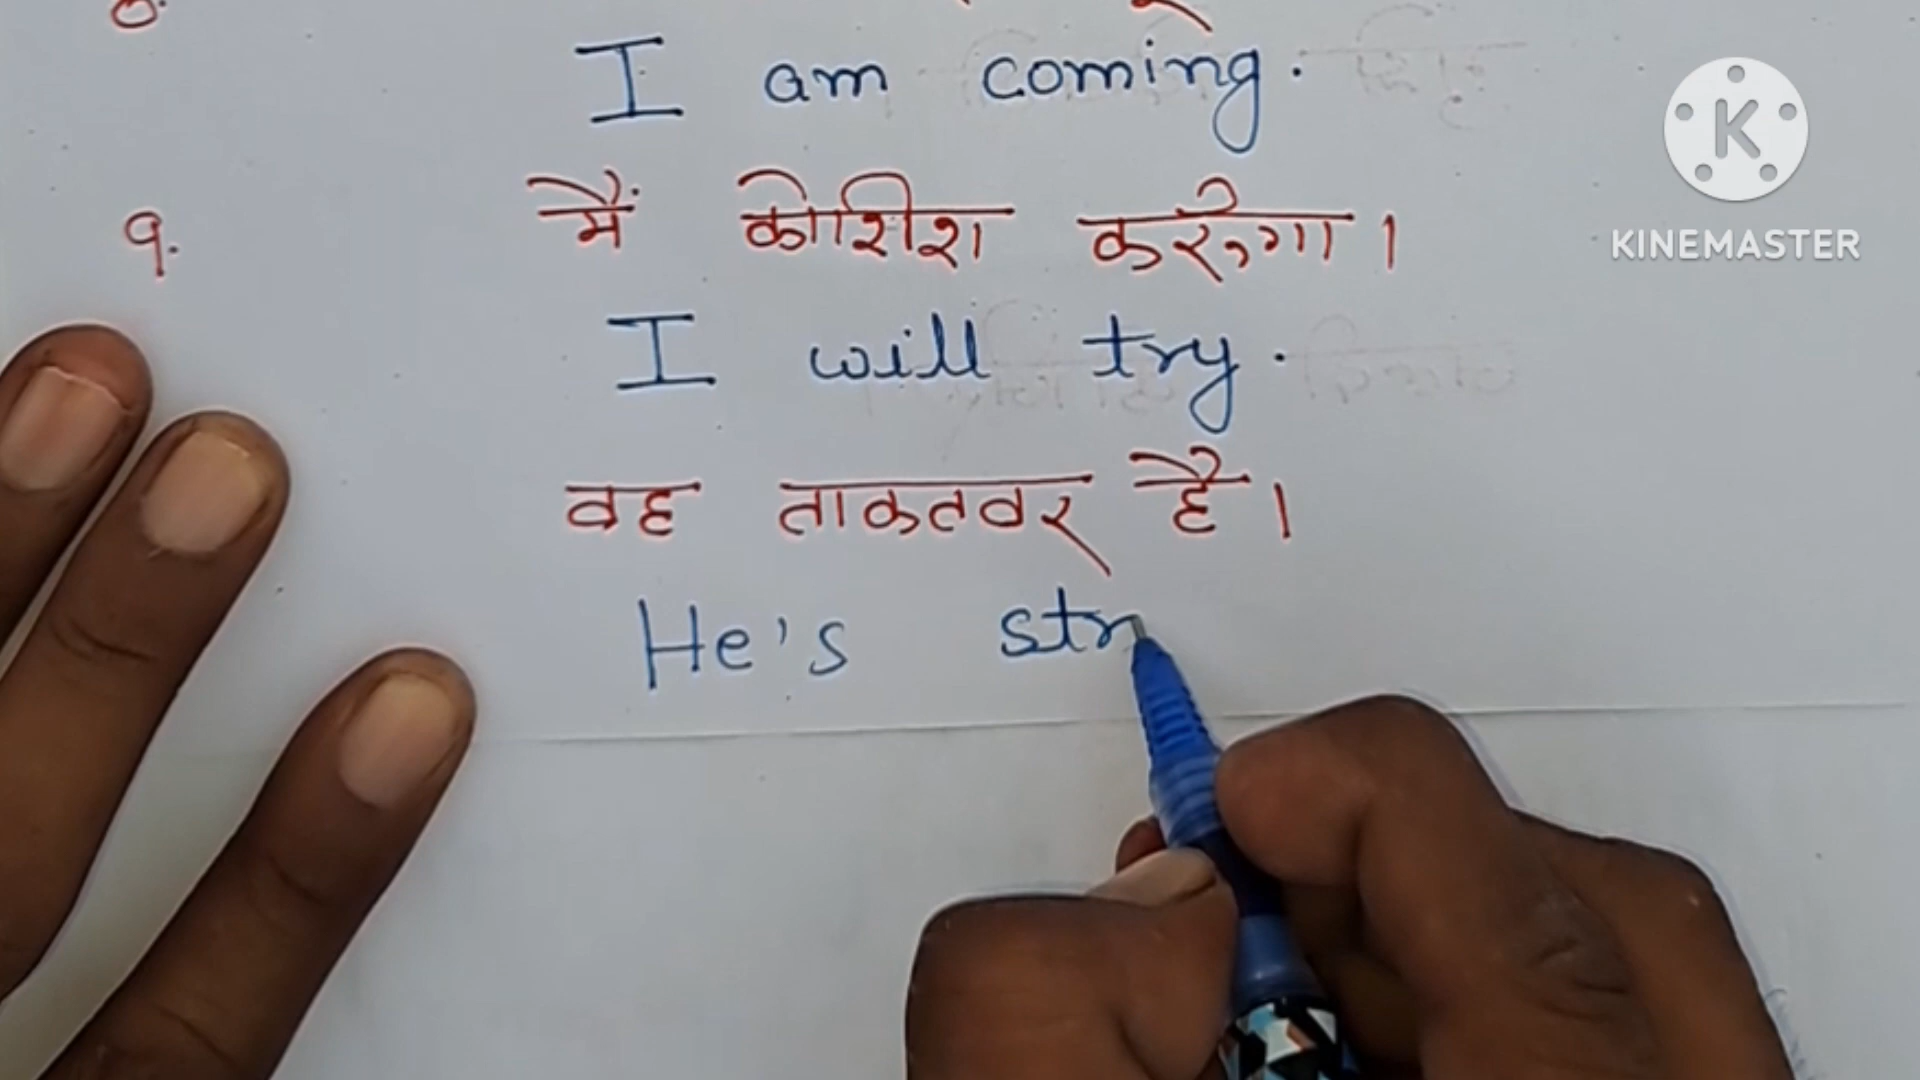 I am coming.
9. मैं कोशिश करुंगा।
I will try.
वह ताकतवर है।
He's str
KINEMASTER